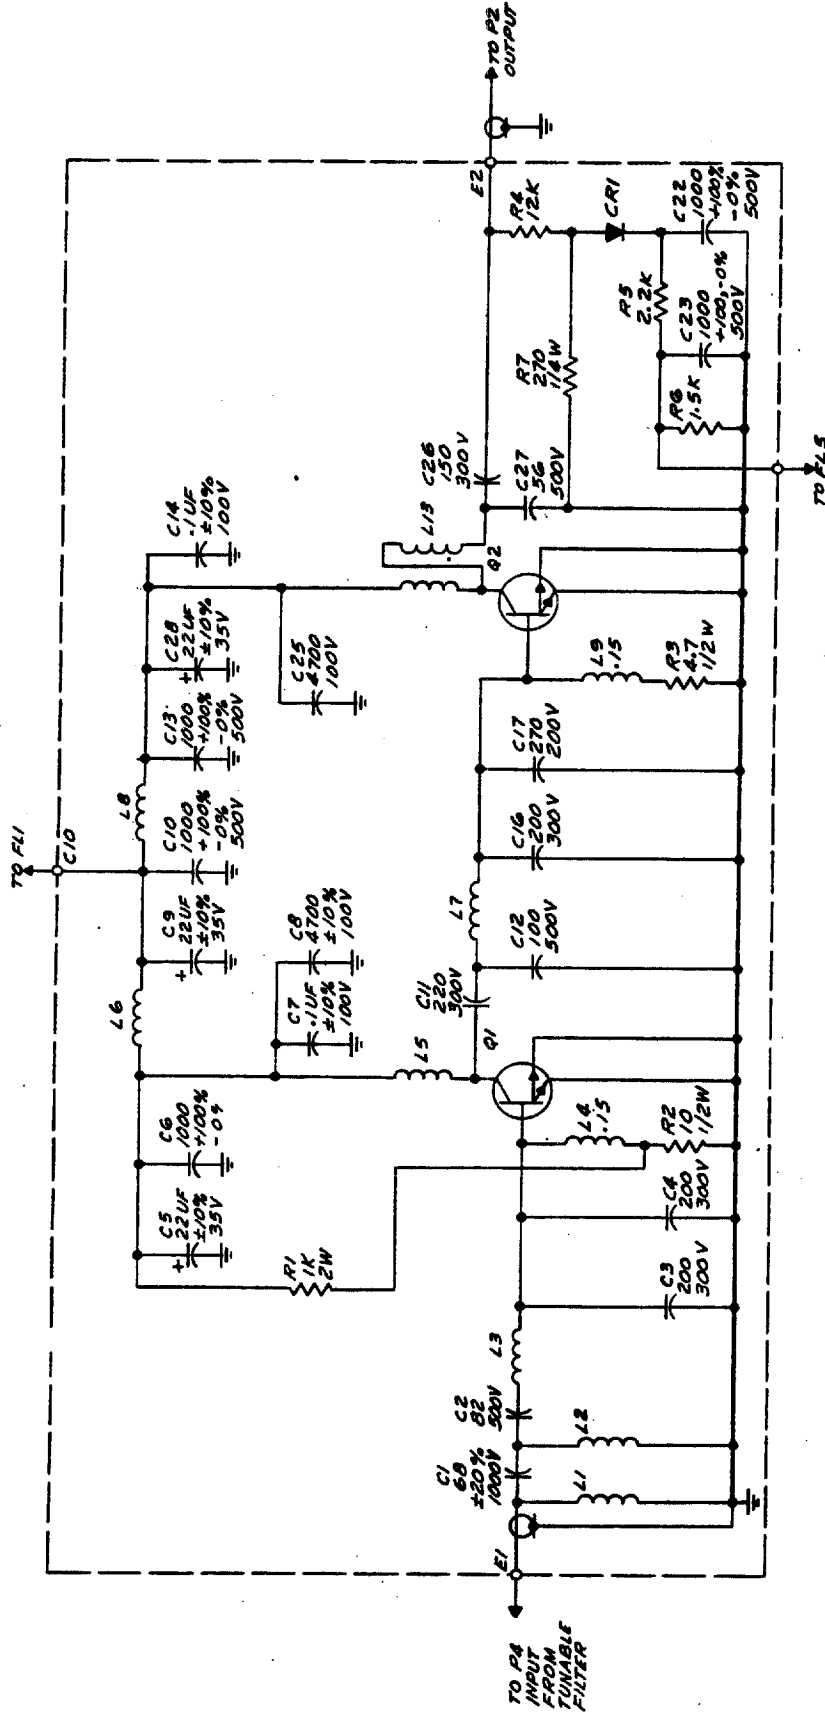 TO FL1
C10
L6
C9
22UF
±10%
35V
C10
1000
+100%
-0%
500V
L8
C13
1000
+100%
-0%
500V
C28
22UF
±10%
35V
C14
.1UF
±10%
100V
C5
22UF
±10%
35V
C6
1000
+100%
C7
.1UF
±10%
100V
C8
4700
±10%
100V
C25
4700
100V
R1
1K
2W
L5
Q1
C11
220
300V
L7
C12
100
500V
C16
200
300V
C17
270
200V
L9
.15
R3
4.7
1/2W
Q2
L13
C26
150
300V
C27
56
500V
R7
270
1/4W
E2
TO P2
OUTPUT
R4
12K
CR1
R5
2.2K
C22
1000
+100%
-0%
500V
C23
1000
+100,-0%
500V
R6
1.5K
TO FL5
TO P4
INPUT
FROM
TUNABLE
FILTER
E1
C1
68
±20%
1000V
L1
C2
82
500V
L2
L3
C3
200
300V
C4
200
300V
L4
.15
R2
10
1/2W